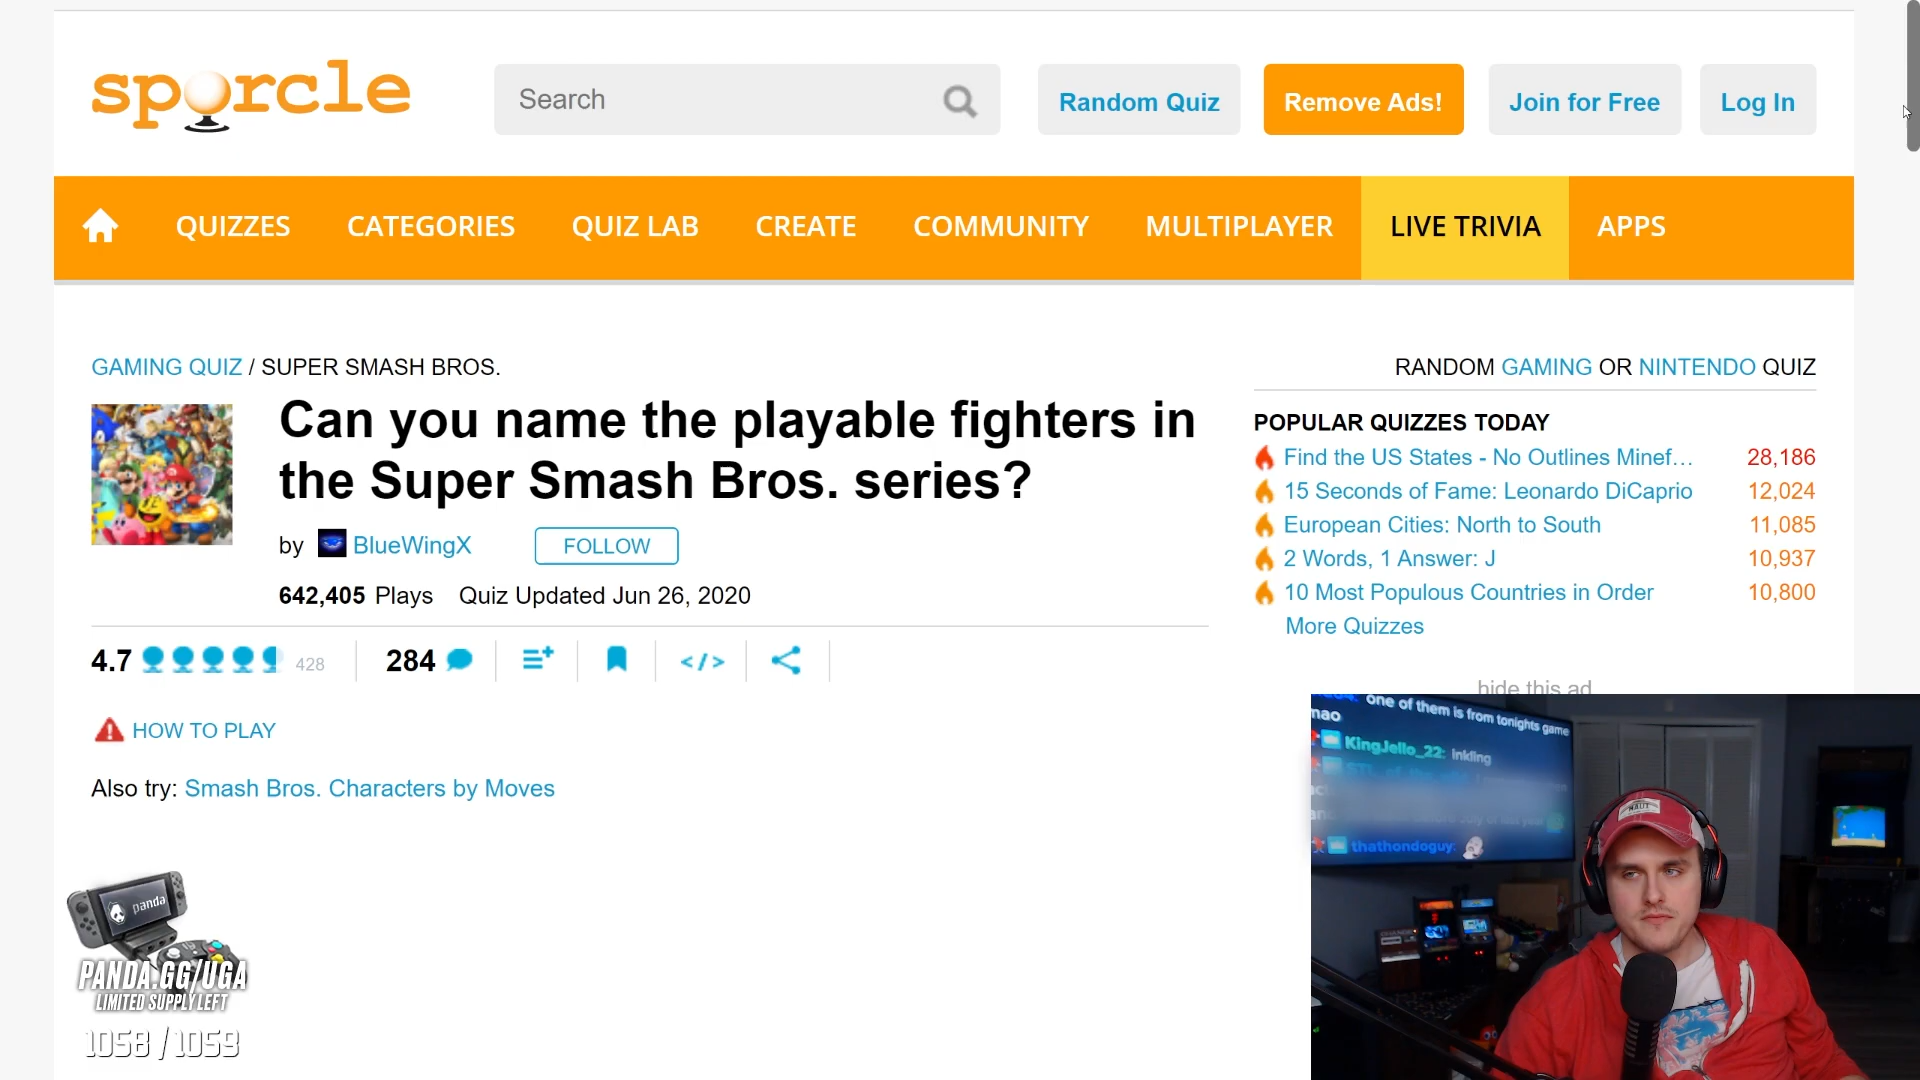 sporcle
Search
Random Quiz
Remove Ads!
Join for Free
Log In
QUIZZES
CATEGORIES
QUIZ LAB
CREATE
COMMUNITY
MULTIPLAYER
LIVE TRIVIA
APPS
GAMING QUIZ / SUPER SMASH BROS.
Can you name the playable fighters in
the Super Smash Bros. series?
by BlueWingX
FOLLOW
642,405 Plays Quiz Updated Jun 26, 2020
4.7
428
284
</>
HOW TO PLAY
Also try: Smash Bros. Characters by Moves
RANDOM GAMING OR NINTENDO QUIZ
POPULAR QUIZZES TODAY
Find the US States - No Outlines Minef... 28,186
15 Seconds of Fame: Leonardo DiCaprio 12,024
European Cities: North to South 11,085
2 Words, 1 Answer: J 10,937
10 Most Populous Countries in Order 10,800
More Quizzes
hide this ad
one of them is from tonights game
KingJello_22: Inkling
thathondoguy:
panda
PANDA.GG/UGA
LIMITED SUPPLY LEFT
1058 / 1059